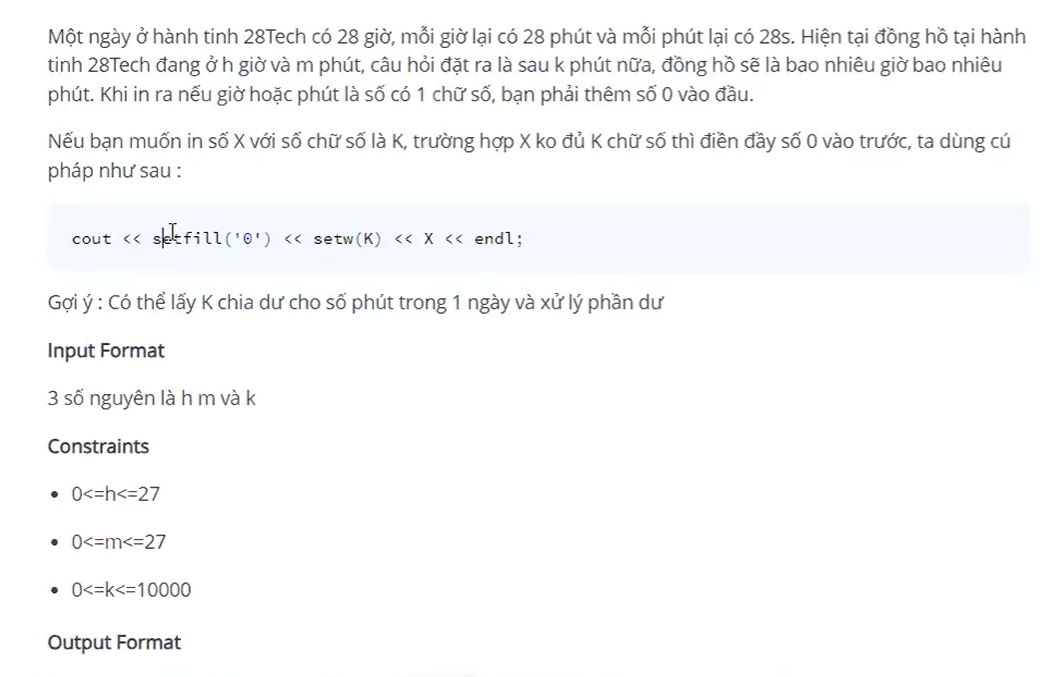 Một ngày ở hành tinh 28Tech có 28 giờ, mỗi giờ lại có 28 phút và mỗi phút lại có 28s. Hiện tại đồng hồ tại hành
tinh 28Tech đang ở h giờ và m phút, câu hỏi đặt ra là sau k phút nữa, đồng hồ sẽ là bao nhiêu giờ bao nhiêu
phút. Khi in ra nếu giờ hoặc phút là số có 1 chữ số, bạn phải thêm số 0 vào đầu.
Nếu bạn muốn in số X với số chữ số là K, trường hợp X ko đủ K chữ số thì điền đầy số 0 vào trước, ta dùng cú
pháp như sau :
cout << setfill('0') << setw(K) << X << endl;
Gợi ý : Có thể lấy K chia dư cho số phút trong 1 ngày và xử lý phần dư
Input Format
3 số nguyên là h m và k
Constraints
• 0<=h<=27
• 0<=m<=27
• 0<=k<=10000
Output Format